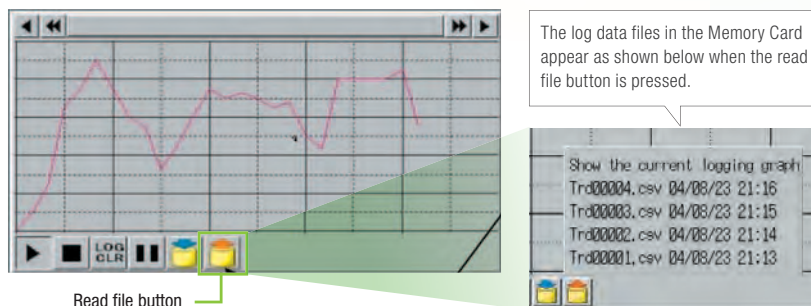 The log data files in the Memory Card
appear as shown below when the read
file button is pressed.
Show the current logging graph
Trd00004.csv 04/08/23 21:16
Trd00003.csv 04/08/23 21:15
Trd00002.csv 04/08/23 21:14
Trd00001.csv 04/08/23 21:13
LOG
CLR
Read file button